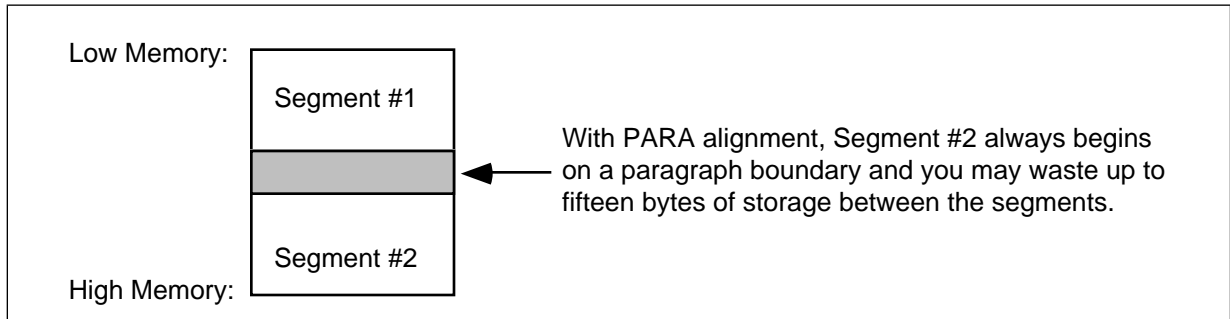 Low Memory:
Segment #1
With PARA alignment, Segment #2 always begins
on a paragraph boundary and you may waste up to
fifteen bytes of storage between the segments.
Segment #2
High Memory: